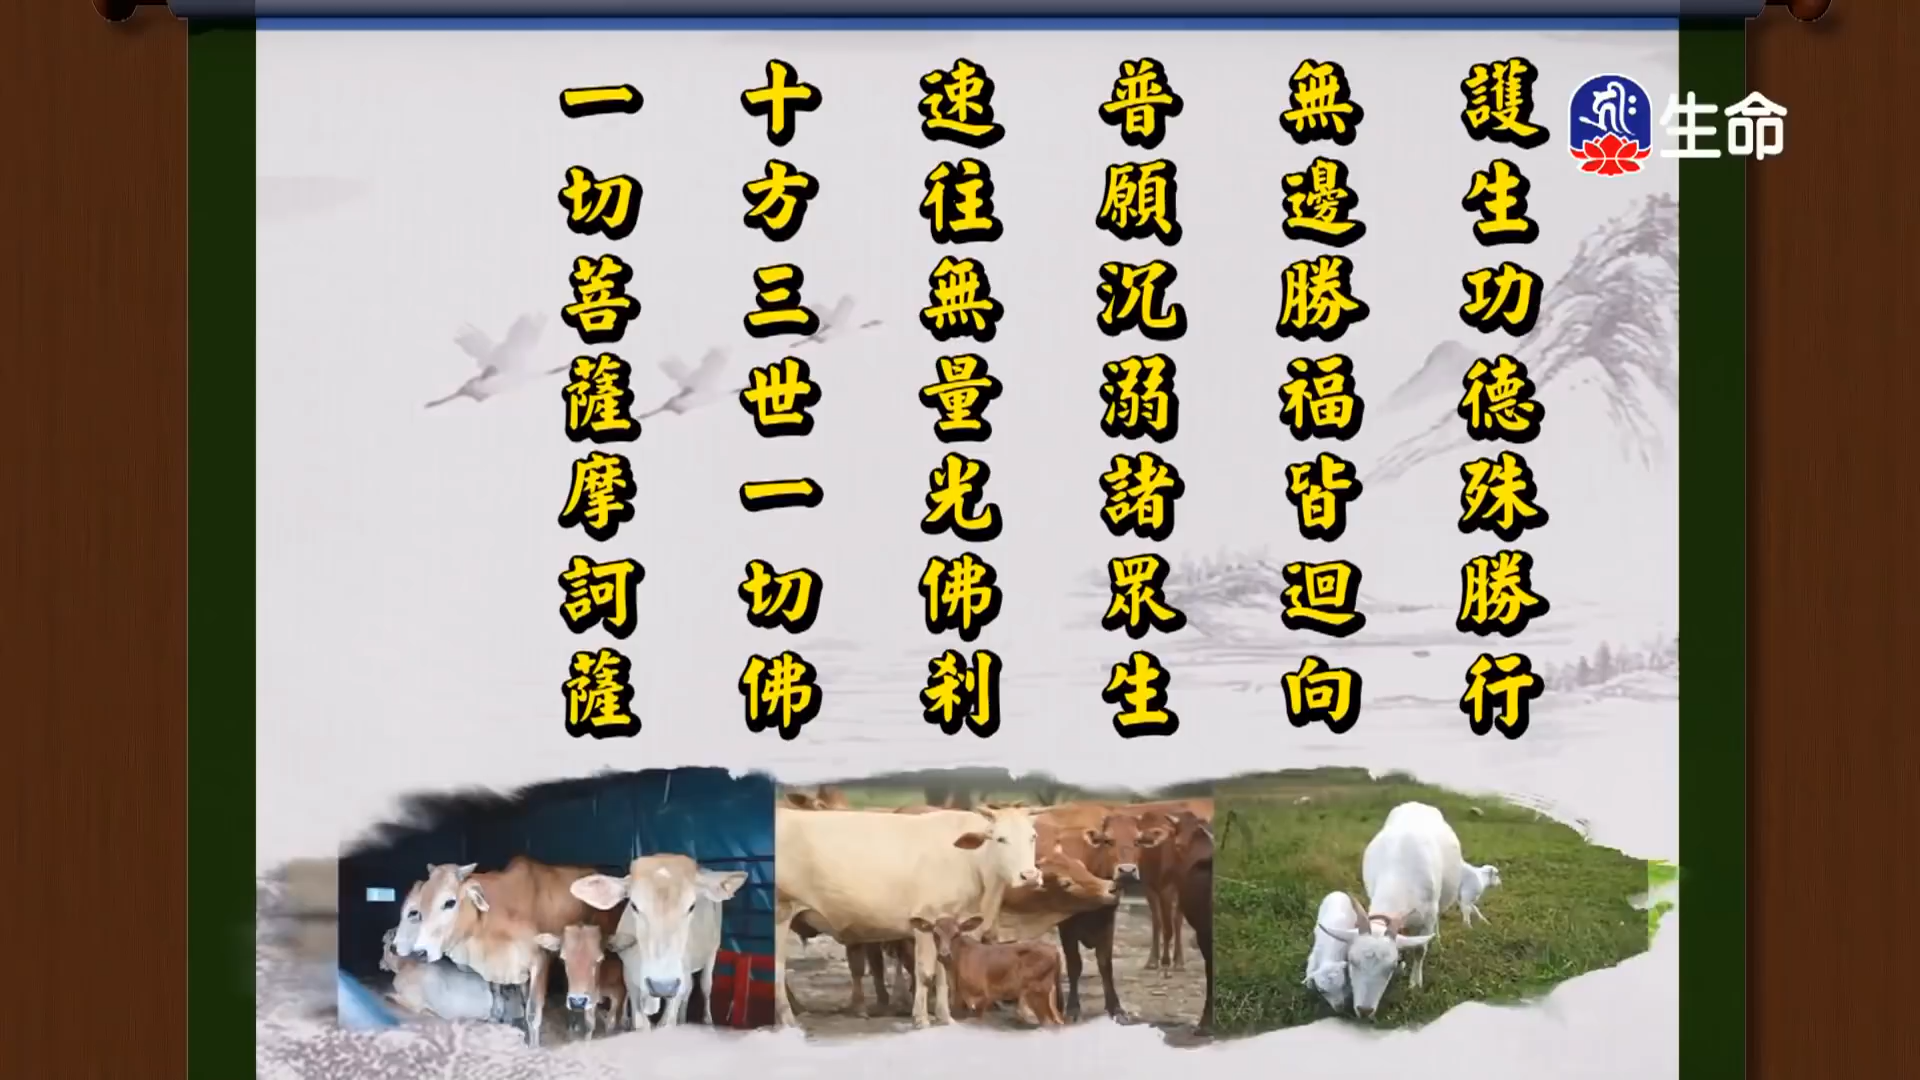 護生功德殊勝行
無邊勝福皆迴向
普願沉溺諸眾生
速往無量光佛剎
十方三世一切佛
一切菩薩摩訶薩
生命